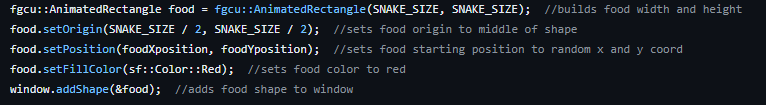 fgcu::AnimatedRectangle food = fgcu::AnimatedRectangle(SNAKE_SIZE, SNAKE_SIZE);  //builds food width and height
food.setOrigin(SNAKE_SIZE / 2, SNAKE_SIZE / 2);  //sets food origin to middle of shape
food.setPosition(foodXposition, foodYposition);  //sets food starting position to random x and y coord
food.setFillColor(sf::Color::Red);  //sets food color to red
window.addShape(&food);  //adds food shape to window